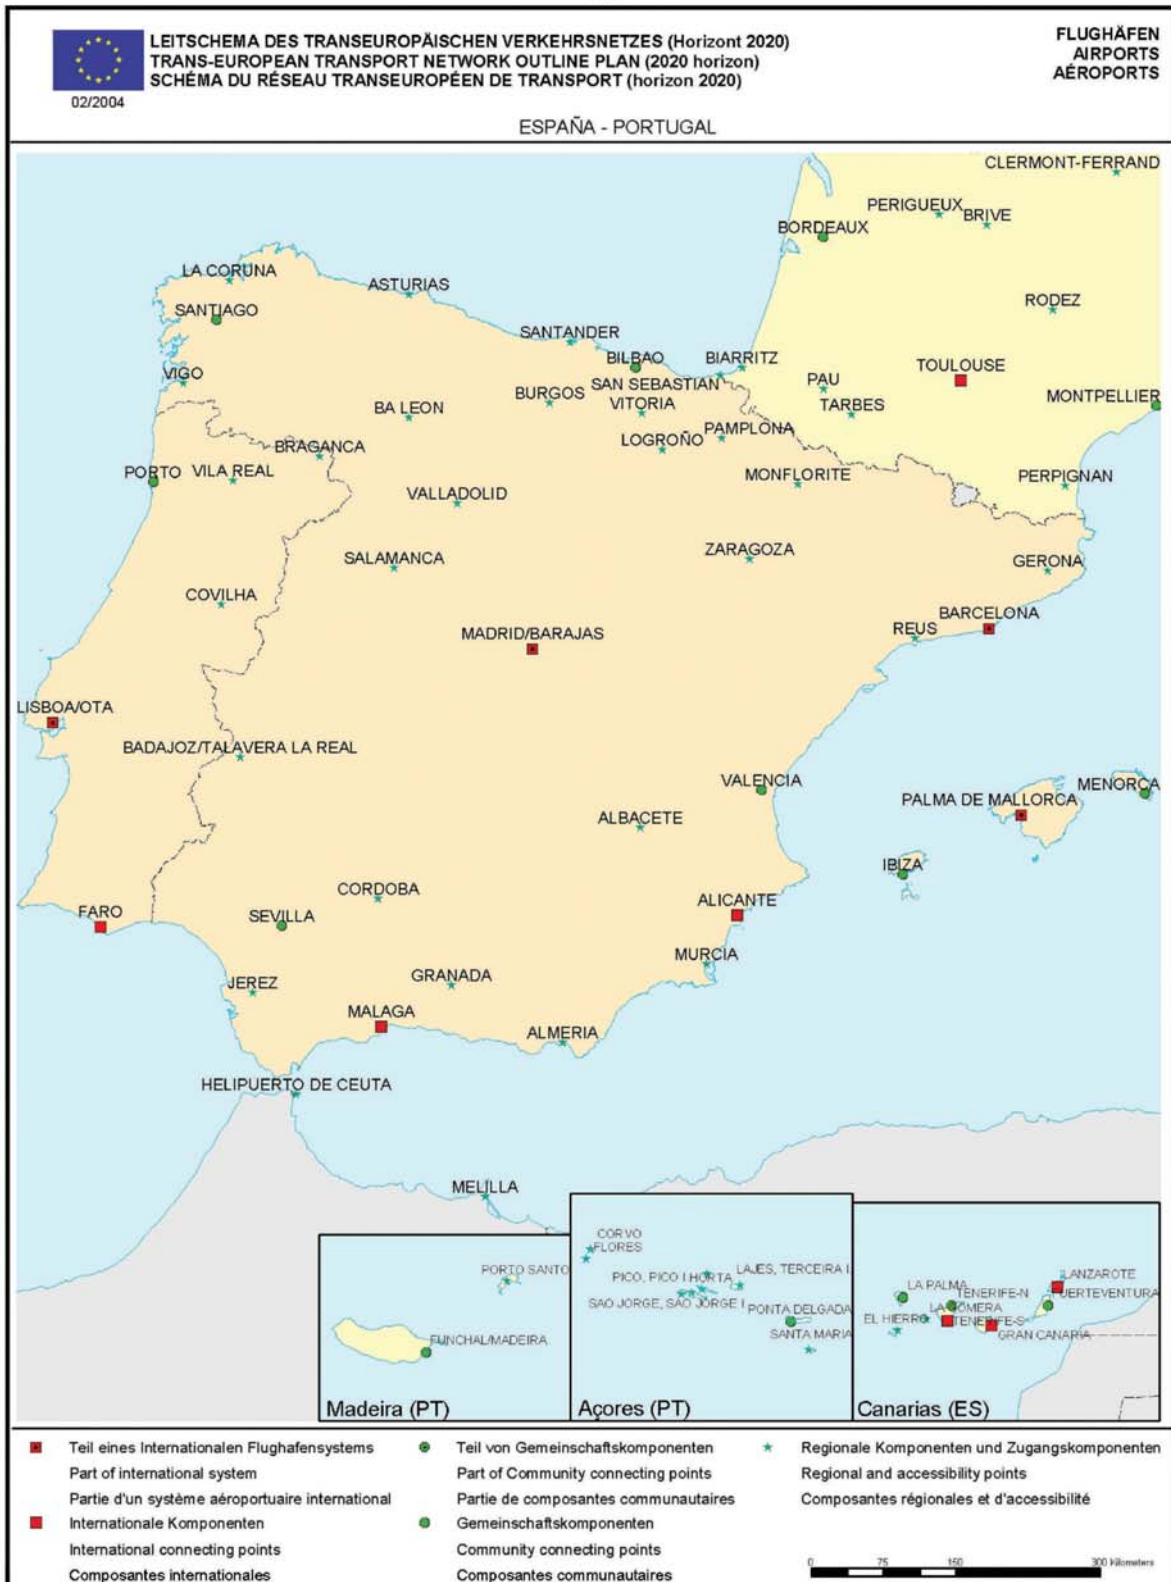 LEITSCHEMA DES TRANSEUROPÄISCHEN VERKEHRSNETZES (Horizont 2020)
TRANS-EUROPEAN TRANSPORT NETWORK OUTLINE PLAN (2020 horizon)
SCHÉMA DU RÉSEAU TRANSEUROPÉEN DE TRANSPORT (horizon 2020)
02/2004
FLUGHÄFEN
AIRPORTS
AÉROPORTS
ESPAÑA - PORTUGAL
CLERMONT-FERRAND
PERIGUEUX
BRIVE
BORDEAUX
LA CORUNA
ASTURIAS
RODEZ
SANTIAGO
SANTANDER
BILBAO
BIARRITZ
TOULOUSE
VIGO
SAN SEBASTIAN
PAU
BURGOS
VITORIA
TARBES
MONTPELLIER
BA LEON
LOGROÑO
PAMPLONA
BRAGANCA
PORTO
VILA REAL
MONFLORITE
PERPIGNAN
VALLADOLID
SALAMANCA
ZARAGOZA
GERONA
COVILHA
BARCELONA
MADRID/BARAJAS
REUS
LISBOA/OTA
BADAJOZ/TALAVERA LA REAL
VALENCIA
MENORCA
PALMA DE MALLORCA
ALBACETE
IBIZA
CORDOBA
ALICANTE
FARO
SEVILLA
MURCIA
JEREZ
GRANADA
MALAGA
ALMERIA
HELIPUERTO DE CEUTA
MELILLA
PORTO SANTO
FUNCHAL/MADEIRA
Madeira (PT)
CORVO
FLORES
PICO, PICO I.
HORTA
LAJES, TERCEIRA I.
SAO JORGE, SAO JORGE I
PONTA DELGADA
SANTA MARIA
Açores (PT)
LANZAROTE
LA PALMA
TENERIFE-N
FUERTEVENTURA
EL HIERRO
LA GOMERA
TENERIFE-S
GRAN CANARIA
Canarias (ES)
Teil eines Internationalen Flughafensystems
Part of international system
Partie d'un système aéroportuaire international
Internationale Komponenten
International connecting points
Composantes internationales
Teil von Gemeinschaftskomponenten
Part of Community connecting points
Partie de composantes communautaires
Gemeinschaftskomponenten
Community connecting points
Composantes communautaires
Regionale Komponenten und Zugangskomponenten
Regional and accessibility points
Composantes régionales et d'accessibilité
0 75 150 300 Kilometers